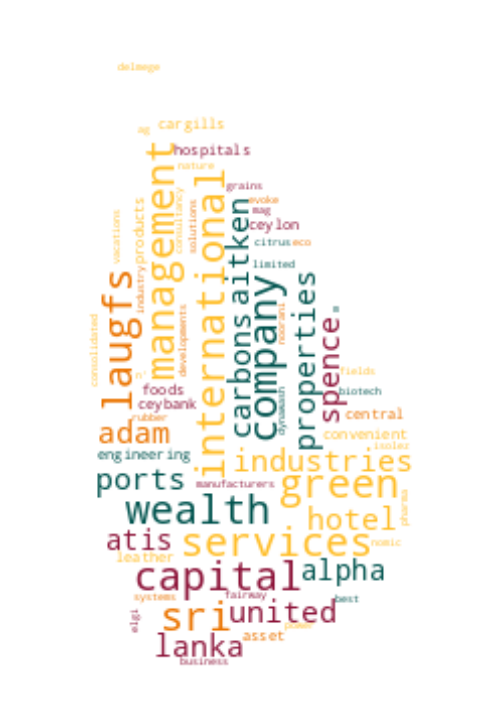 delmege
ag
cargills
hospitals
nature
management
international
grains
evoke
mag
ceylon
citrus
eco
limited
consultancy
solutions
products
vacations
industry
laugfs
developments
consolidated
aitken
carbons
company
properties
noorani
dynawash
spence
fields
biotech
n'
foods
ceybank
rubber
central
adam
convenient
engineering
isolez
industries
ports
manufacturers
green
pharma
wealth
hotel
atis
services
nomic
leather
capital
alpha
systems
fairway
best
elgi
sri
united
power
asset
lanka
business